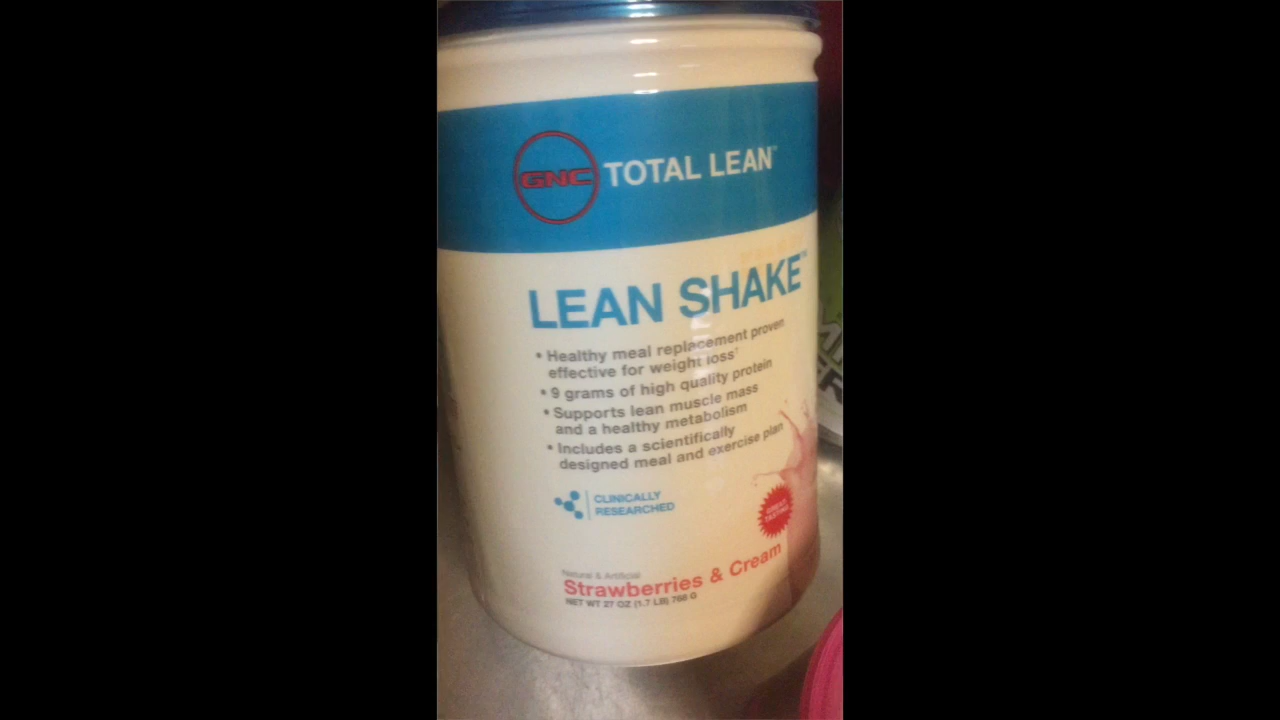 GNC TOTAL LEAN™
LEAN SHAKE™
• Healthy meal replacement proven
effective for weight loss†
• 9 grams of high quality protein
• Supports lean muscle mass
and a healthy metabolism
• Includes a scientifically
designed meal and exercise plan
CLINICALLY
RESEARCHED
GREAT
TASTING
Natural & Artificial
Strawberries & Cream
NET WT 27 OZ (1.7 LB) 768 G